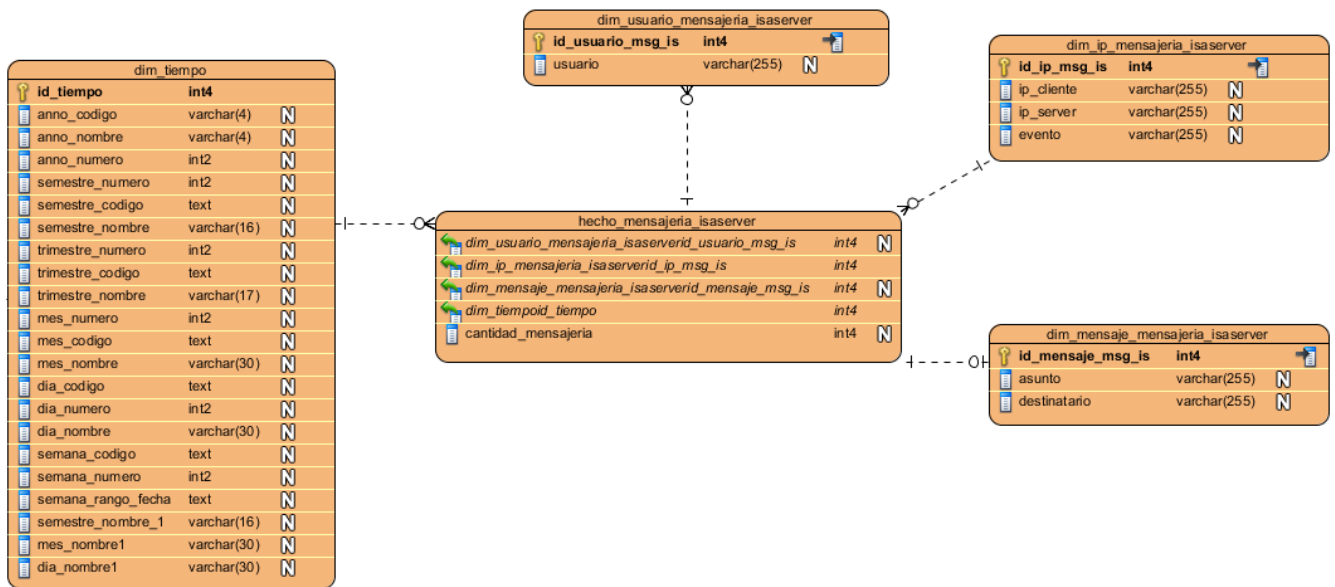 dim_usuario_mensajeria_isaserver
id_usuario_msg_is int4
usuario varchar(255) N
dim_ip_mensajeria_isaserver
id_ip_msg_is int4
ip_cliente varchar(255) N
ip_server varchar(255) N
evento varchar(255) N
dim_tiempo
id_tiempo int4
anno_codigo varchar(4) N
anno_nombre varchar(4) N
anno_numero int2 N
semestre_numero int2 N
semestre_codigo text N
semestre_nombre varchar(16) N
trimestre_numero int2 N
trimestre_codigo text N
trimestre_nombre varchar(17) N
mes_numero int2 N
mes_codigo text N
mes_nombre varchar(30) N
dia_codigo text N
dia_numero int2 N
dia_nombre varchar(30) N
semana_codigo text N
semana_numero int2 N
semana_rango_fecha text N
semestre_nombre_1 varchar(16) N
mes_nombre1 varchar(30) N
dia_nombre1 varchar(30) N
hecho_mensajeria_isaserver
dim_usuario_mensajeria_isaserverid_usuario_msg_is int4 N
dim_ip_mensajeria_isaserverid_ip_msg_is int4
dim_mensaje_mensajeria_isaserverid_mensaje_msg_is int4 N
dim_tiempoid_tiempo int4
cantidad_mensajeria int4 N
dim_mensaje_mensajeria_isaserver
id_mensaje_msg_is int4
asunto varchar(255) N
destinatario varchar(255) N